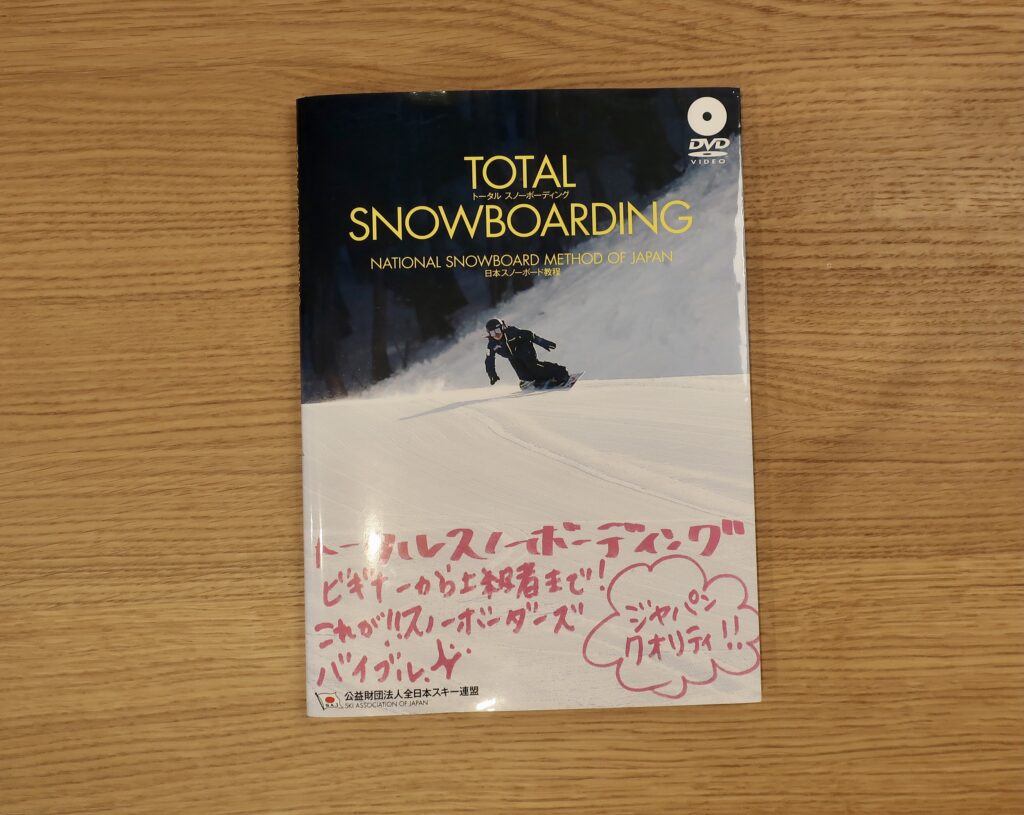 DVD
VIDEO
TOTAL
トータル スノーボーディング
SNOWBOARDING
NATIONAL SNOWBOARD METHOD OF JAPAN
日本スノーボード教程
トータルスノーボーディング
ビギナーから上級者まで!
これが!!スノーボーダーズ
バイブル
ジャパン
クオリティ!!
公益財団法人全日本スキー連盟
SKI ASSOCIATION OF JAPAN